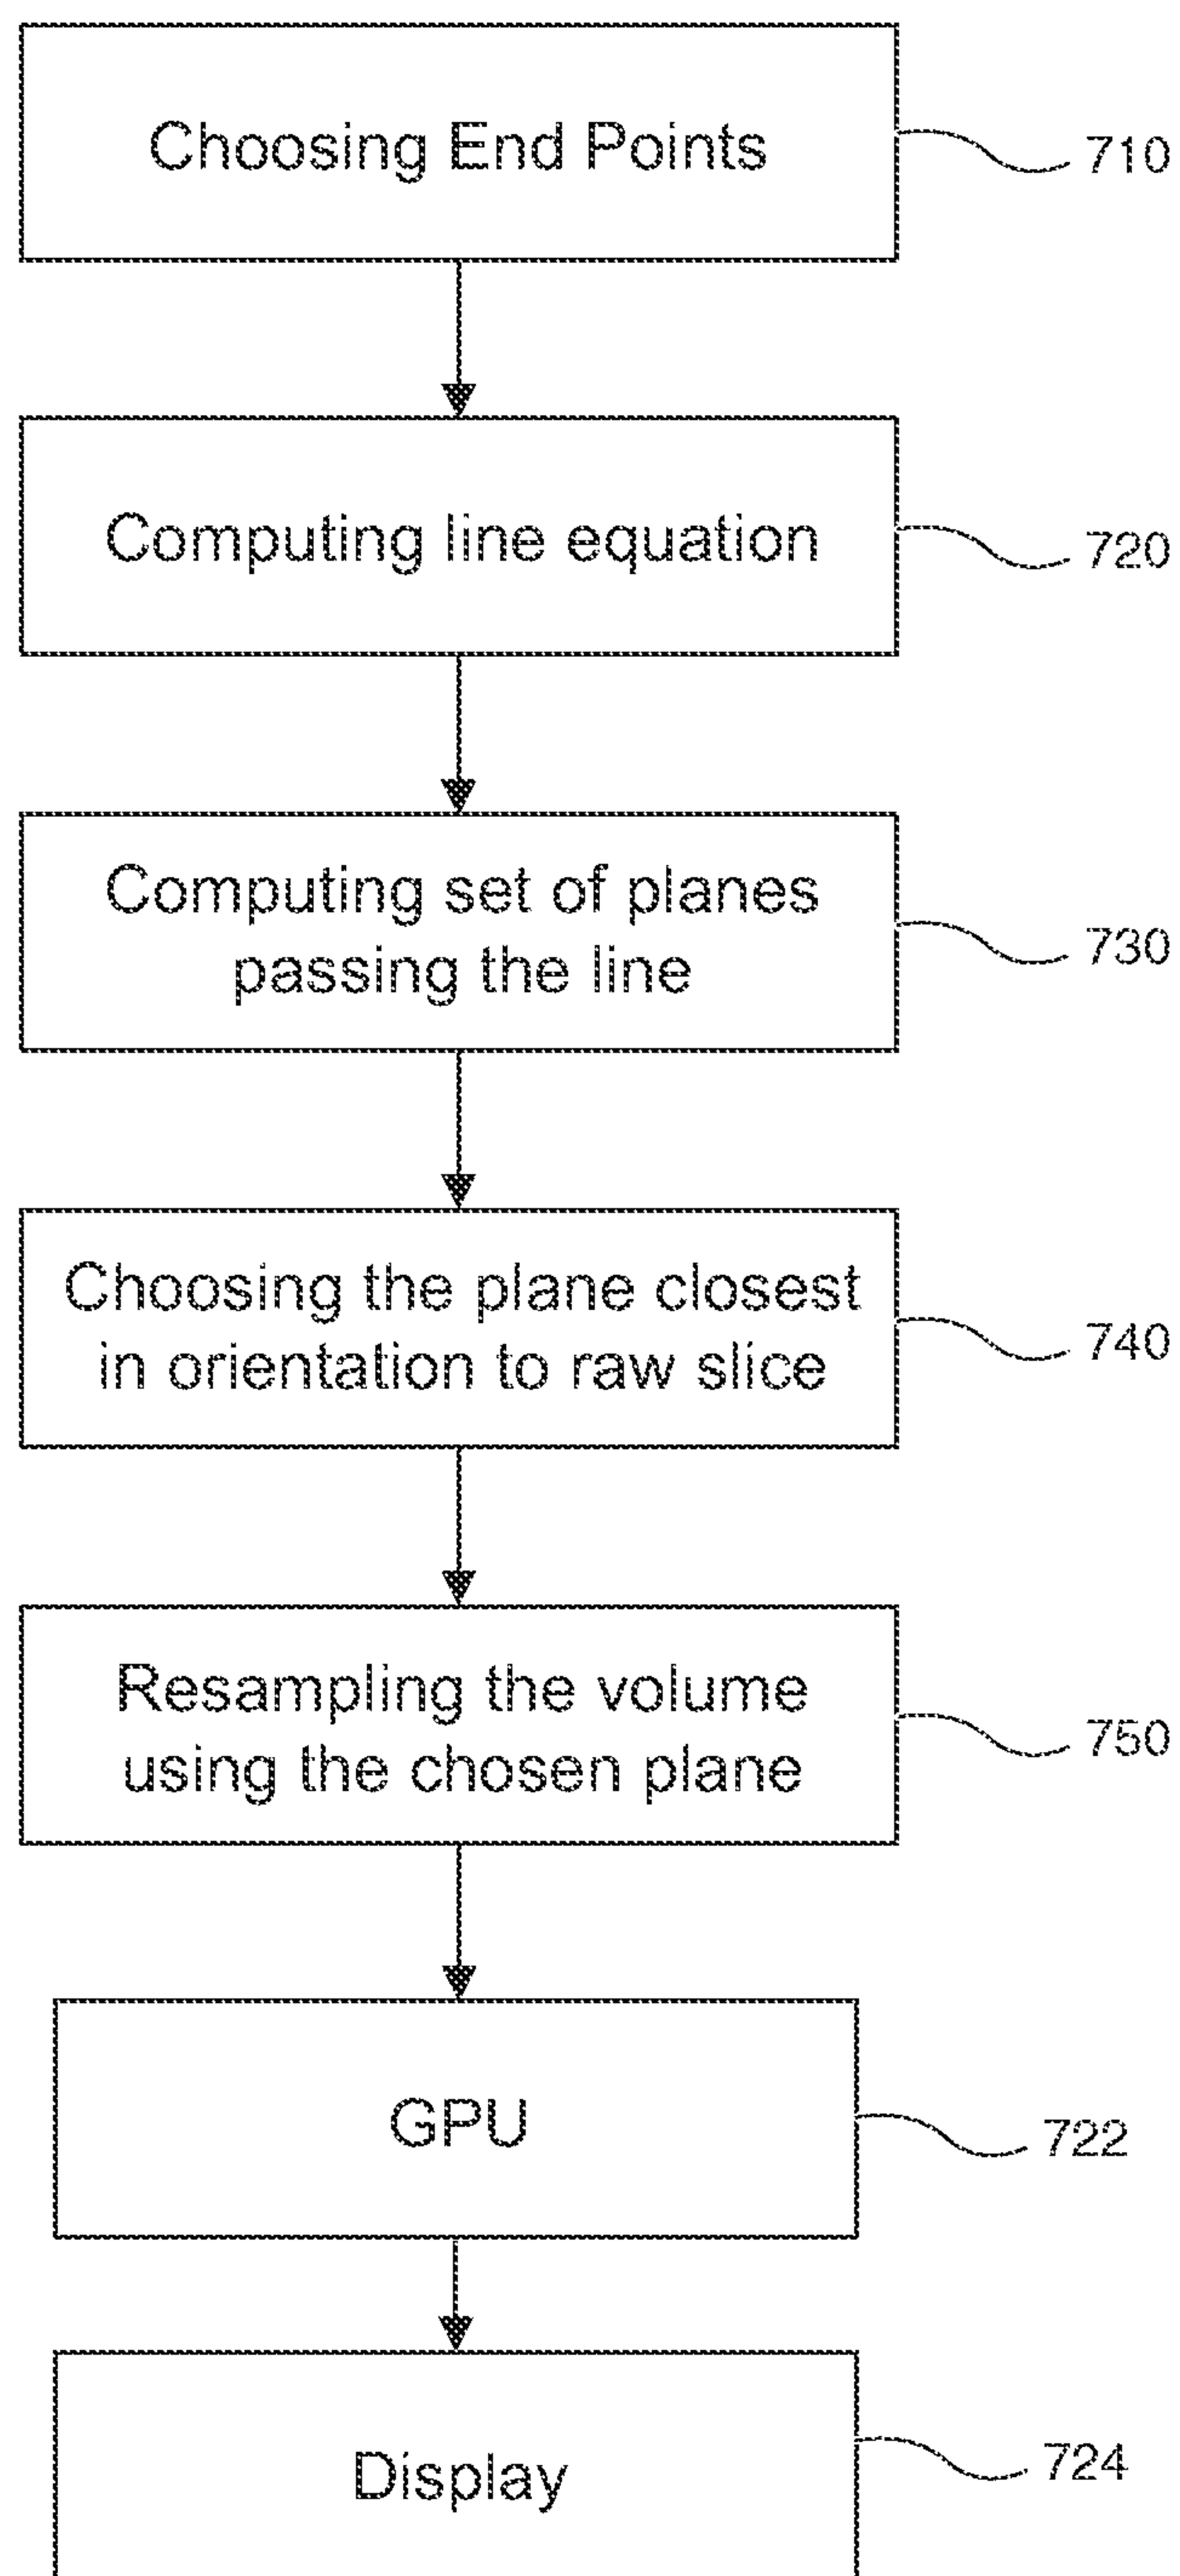 Choosing End Points
710
Computing line equation
720
Computing set of planes
passing the line
730
Choosing the plane closest
in orientation to raw slice
740
Resampling the volume
using the chosen plane
750
GPU
722
Display
724